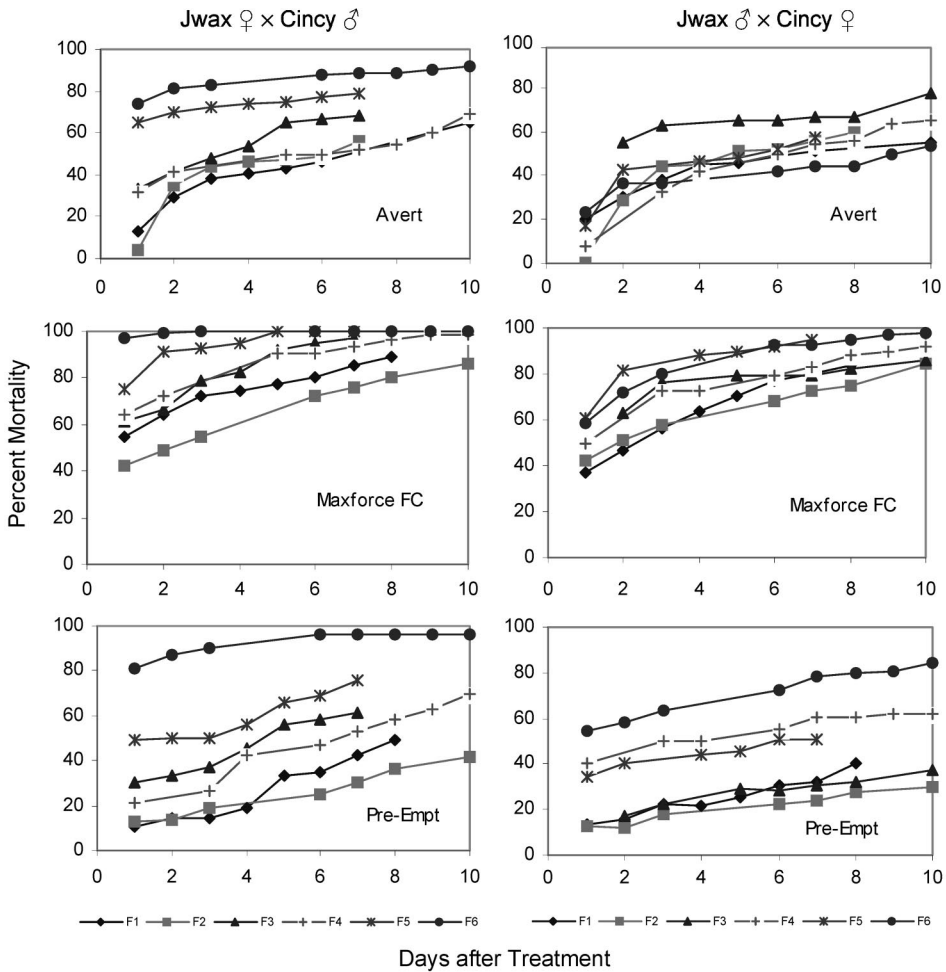 Jwax ♀ × Cincy ♂
Jwax ♂ × Cincy ♀
Percent Mortality
100
80
60
40
20
0
Avert
0 2 4 6 8 10
100
80
60
40
20
0
Avert
0 2 4 6 8 10
100
80
60
40
20
0
Maxforce FC
0 2 4 6 8 10
100
80
60
40
20
0
Maxforce FC
0 2 4 6 8 10
100
80
60
40
20
0
Pre-Empt
0 2 4 6 8 10
100
80
60
40
20
0
Pre-Empt
0 2 4 6 8 10
F1 F2 F3 F4 F5 F6
F1 F2 F3 F4 F5 F6
Days after Treatment